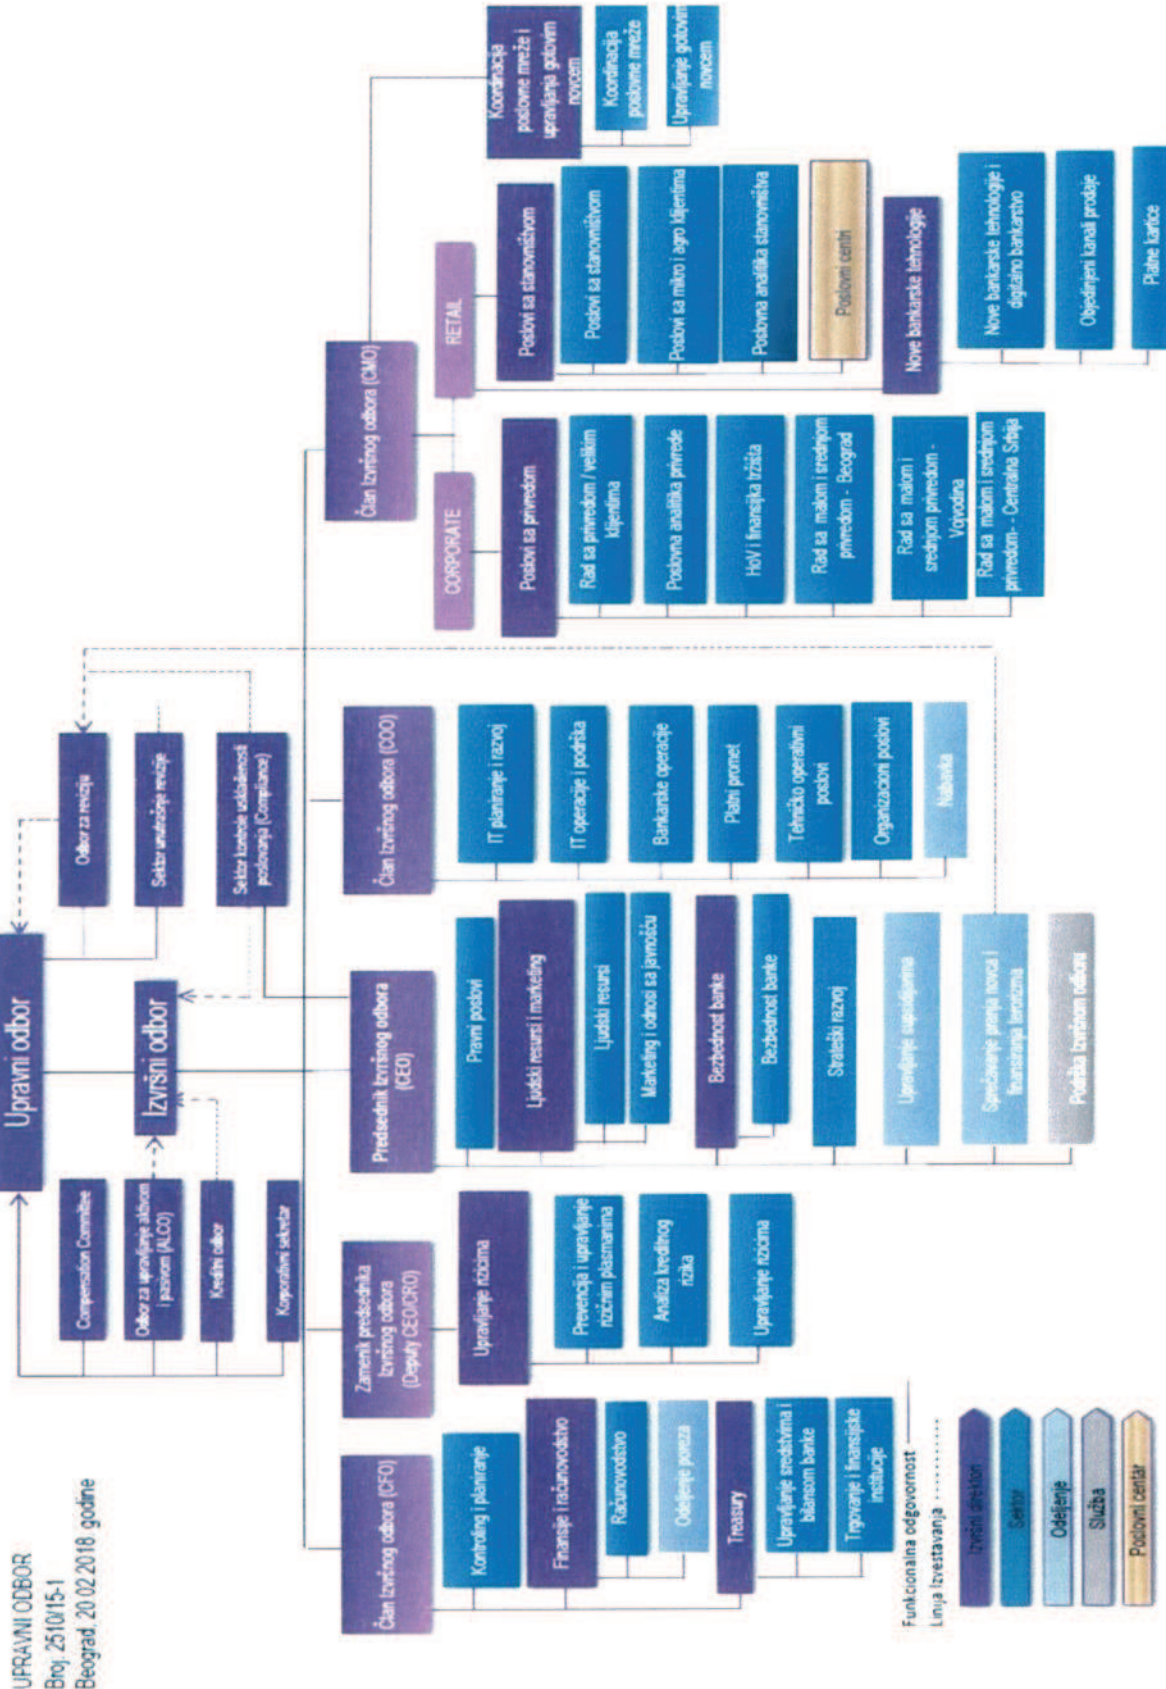 UPRAVNI ODBOR
Broj: 2510/15-1
Beograd, 20.02.2018. godine
Upravni odbor
Compensation Committee
Odbor za upravljanje aktivom
i pasivom (ALCO)
Kreditni odbor
Korporativni sekretar
Izvršni odbor
Odbor za reviziju
Sektor unutrašnje revizije
Sektor kontrole usklađenosti
poslovanja (Compliance)
Član Izvršnog odbora (CFO)
Kontroling i planiranje
Finansije i računovodstvo
Računovodstvo
Odeljenje poreza
Treasury
Upravljanje sredstvima i
bilansom banke
Trgovanje i finansijske
institucije
Zamenik predsednika
Izvršnog odbora
(Deputy CEO/CRO)
Upravljanje rizicima
Prevencija i upravljanje
rizičnim plasmanima
Analiza kreditnog
rizika
Upravljanje rizicima
Predsednik Izvršnog odbora
(CEO)
Pravni poslovi
Ljudski resursi i marketing
Ljudski resursi
Marketing i odnosi sa javnošću
Bezbednost banke
Bezbednost banke
Strateški razvoj
Upravljanje supsidijarima
Sprečavanje pranja novca i
finansiranja terorizma
Podrška Izvršnom odboru
Član Izvršnog odbora (COO)
IT planiranje i razvoj
IT operacije i podrška
Bankarske operacije
Platni promet
Tehničko operativni
poslovi
Organizacioni poslovi
Nabavka
Član Izvršnog odbora (CMO)
CORPORATE
Poslovi sa privredom
Rad sa privredom / velikim
klijentima
Poslovna analitika privrede
HoV i finansijska tržišta
Rad sa malom i srednjom
privredom - Beograd
Rad sa malom i
srednjom privredom -
Vojvodina
Rad sa malom i srednjom
privredom- - Centralna Srbija
RETAIL
Poslovi sa stanovništvom
Poslovi sa stanovništvom
Poslovi sa mikro i agro klijentima
Poslovna analitika stanovništva
Poslovni centri
Nove bankarske tehnologije
Nove bankarske tehnologije i
digitalno bankarstvo
Objedinjeni kanali prodaje
Platne kartice
Koordinacija
poslovne mreže i
upravljanja gotovim
novcem
Koordinacija
poslovne mreže
Upravljanje gotovim
novcem
Funkcionalna odgovornost
Linija Izvestavanja
Izvršni direktori
Sektor
Odeljenje
Služba
Poslovni centar